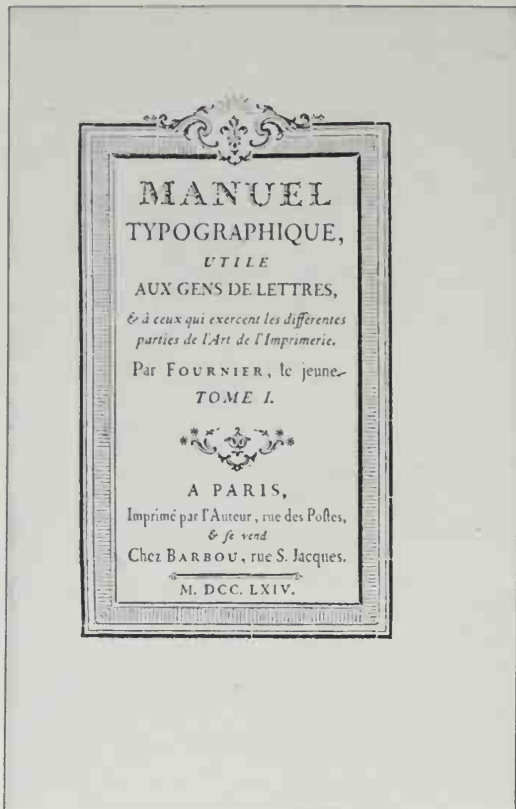 MANUEL
TYPOGRAPHIQUE,
UTILE
AUX GENS DE LETTRES,
& à ceux qui exercent les différentes
parties de l'Art de l'Imprimerie.
Par FOURNIER, le jeune.
TOME I.
A PARIS,
Imprimé par l'Auteur, rue des Poſtes,
& ſe vend
Chez BARBOU, rue S. Jacques.
M. DCC. LXIV.